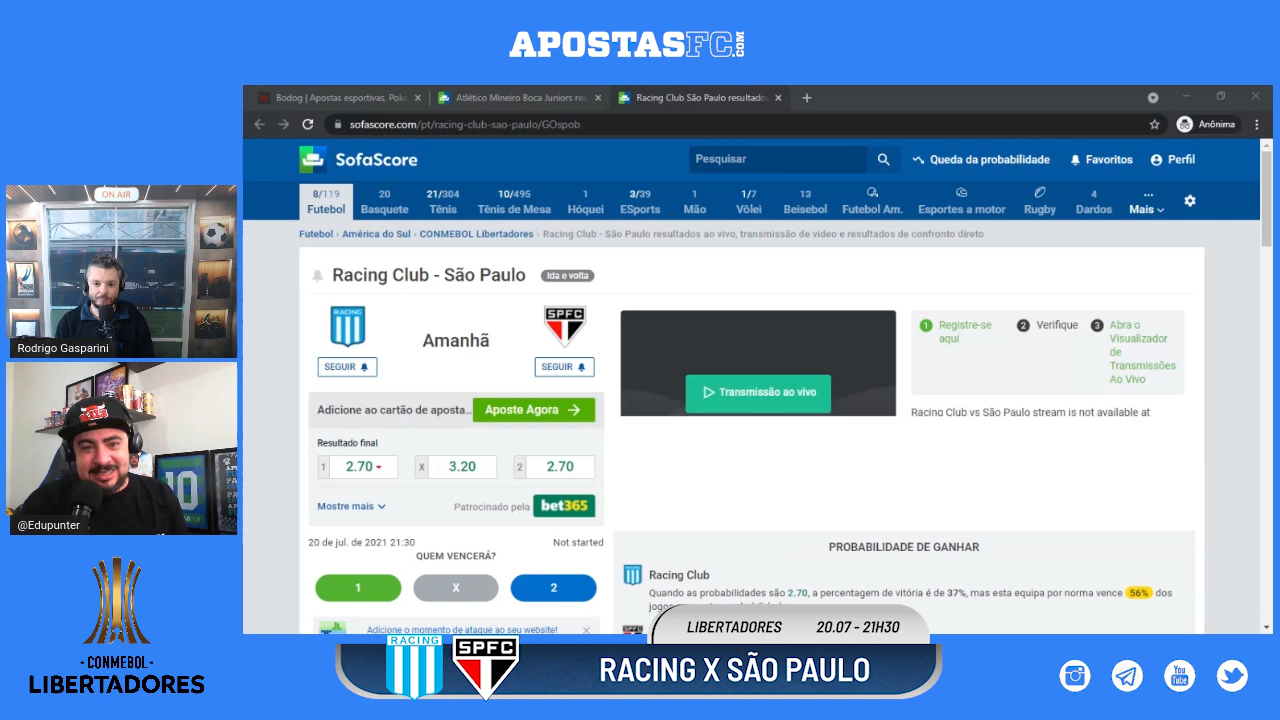 APOSTASFC.COM
Bodog | Apostas esportivas, Poke
Atlético Mineiro Boca Juniors res
Racing Club São Paulo resultados
sofascore.com/pt/racing-club-sao-paulo/GOspob
Anônima
SofaScore
Pesquisar
Queda da probabilidade
Favoritos
Perfil
8/119 20 21/304 10/495 1 3/39 1 1/7 13 4 ...
Futebol Basquete Tênis Tênis de Mesa Hóquei ESports Mão Vôlei Beisebol Futebol Am. Esportes a motor Rugby Dardos Mais
Futebol › América do Sul › CONMEBOL Libertadores › Racing Club - São Paulo resultados ao vivo, transmissão de vídeo e resultados de confronto direto
Racing Club - São Paulo Ida e volta
RACING
SPFC
Amanhã
SEGUIR
SEGUIR
Adicione ao cartão de aposta...
Aposte Agora
Resultado final
1 2.70 X 3.20 2 2.70
Mostre mais
Patrocinado pela bet365
20 de jul. de 2021 21:30
Not started
QUEM VENCERÁ?
1 X 2
Adicione o momento de ataque ao seu website!
Transmissão ao vivo
1 Registre-se
aqui
2 Verifique
3 Abra o
Visualizador
de
Transmissões
Ao Vivo
Racing Club vs São Paulo stream is not available at
PROBABILIDADE DE GANHAR
Racing Club
Quando as probabilidades são 2.70, a percentagem de vitória é de 37%, mas esta equipa por norma vence 56% dos
ON AIR
Rodrigo Gasparini
10
@Edupunter
- CONMEBOL -
LIBERTADORES
LIBERTADORES 20.07 - 21H30
RACING
SPFC
RACING X SÃO PAULO
You
Tube